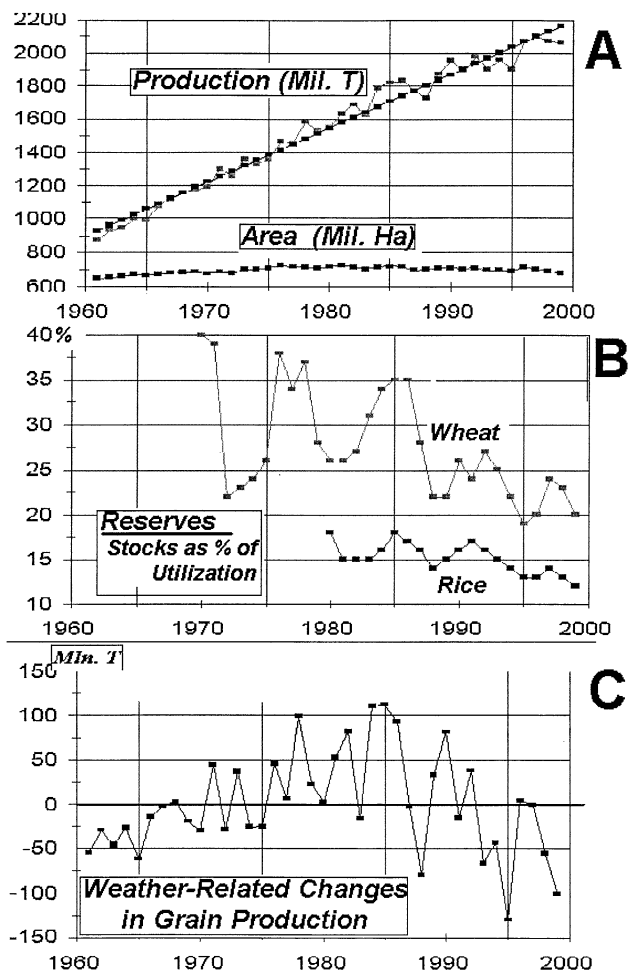 2200
2000
1800
1600
1400
1200
1000
800
600
Production (Mil. T)
Area (Mil. Ha)
A
1960
1970
1980
1990
2000
40%
35
30
25
20
15
10
B
Wheat
Reserves
Stocks as % of
Utilization
Rice
1960
1970
1980
1990
2000
Mln. T
150
100
50
0
-50
-100
-150
C
Weather-Related Changes
in Grain Production
1960
1970
1980
1990
2000